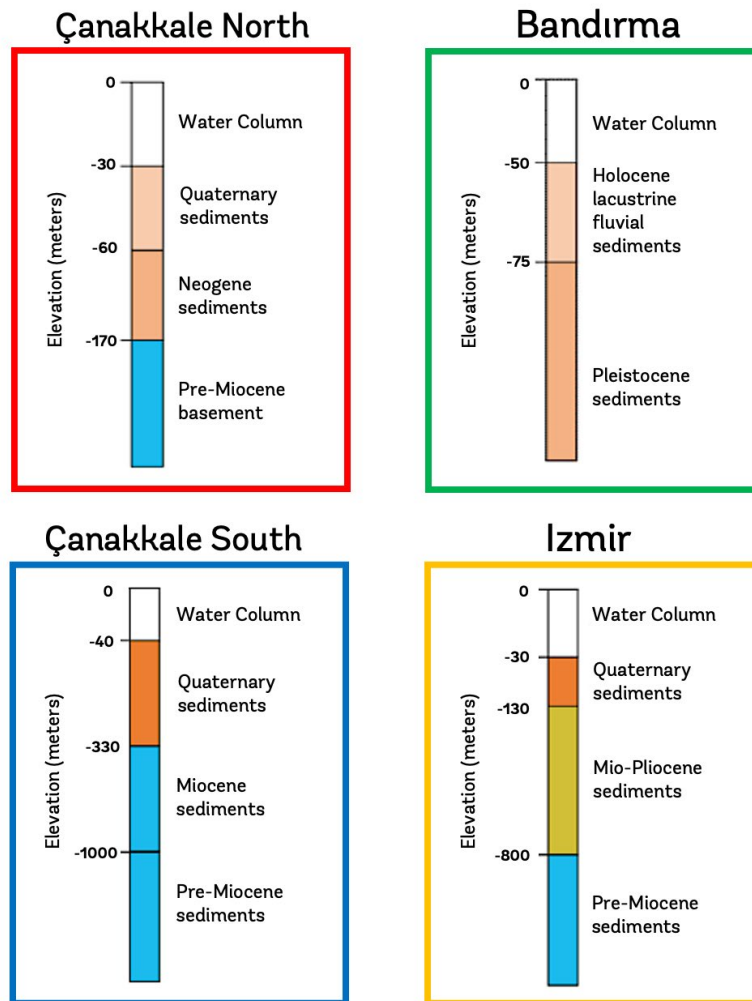 Çanakkale North
0
Water Column
-30
Quaternary
sediments
-60
Neogene
sediments
-170
Pre-Miocene
basement
Elevation (meters)
Bandırma
0
Water Column
-50
Holocene
lacustrine
fluvial
sediments
-75
Pleistocene
sediments
Elevation (meters)
Çanakkale South
0
Water Column
-40
Quaternary
sediments
-330
Miocene
sediments
-1000
Pre-Miocene
sediments
Elevation (meters)
Izmir
0
Water Column
-30
Quaternary
sediments
-130
Mio-Pliocene
sediments
-800
Pre-Miocene
sediments
Elevation (meters)